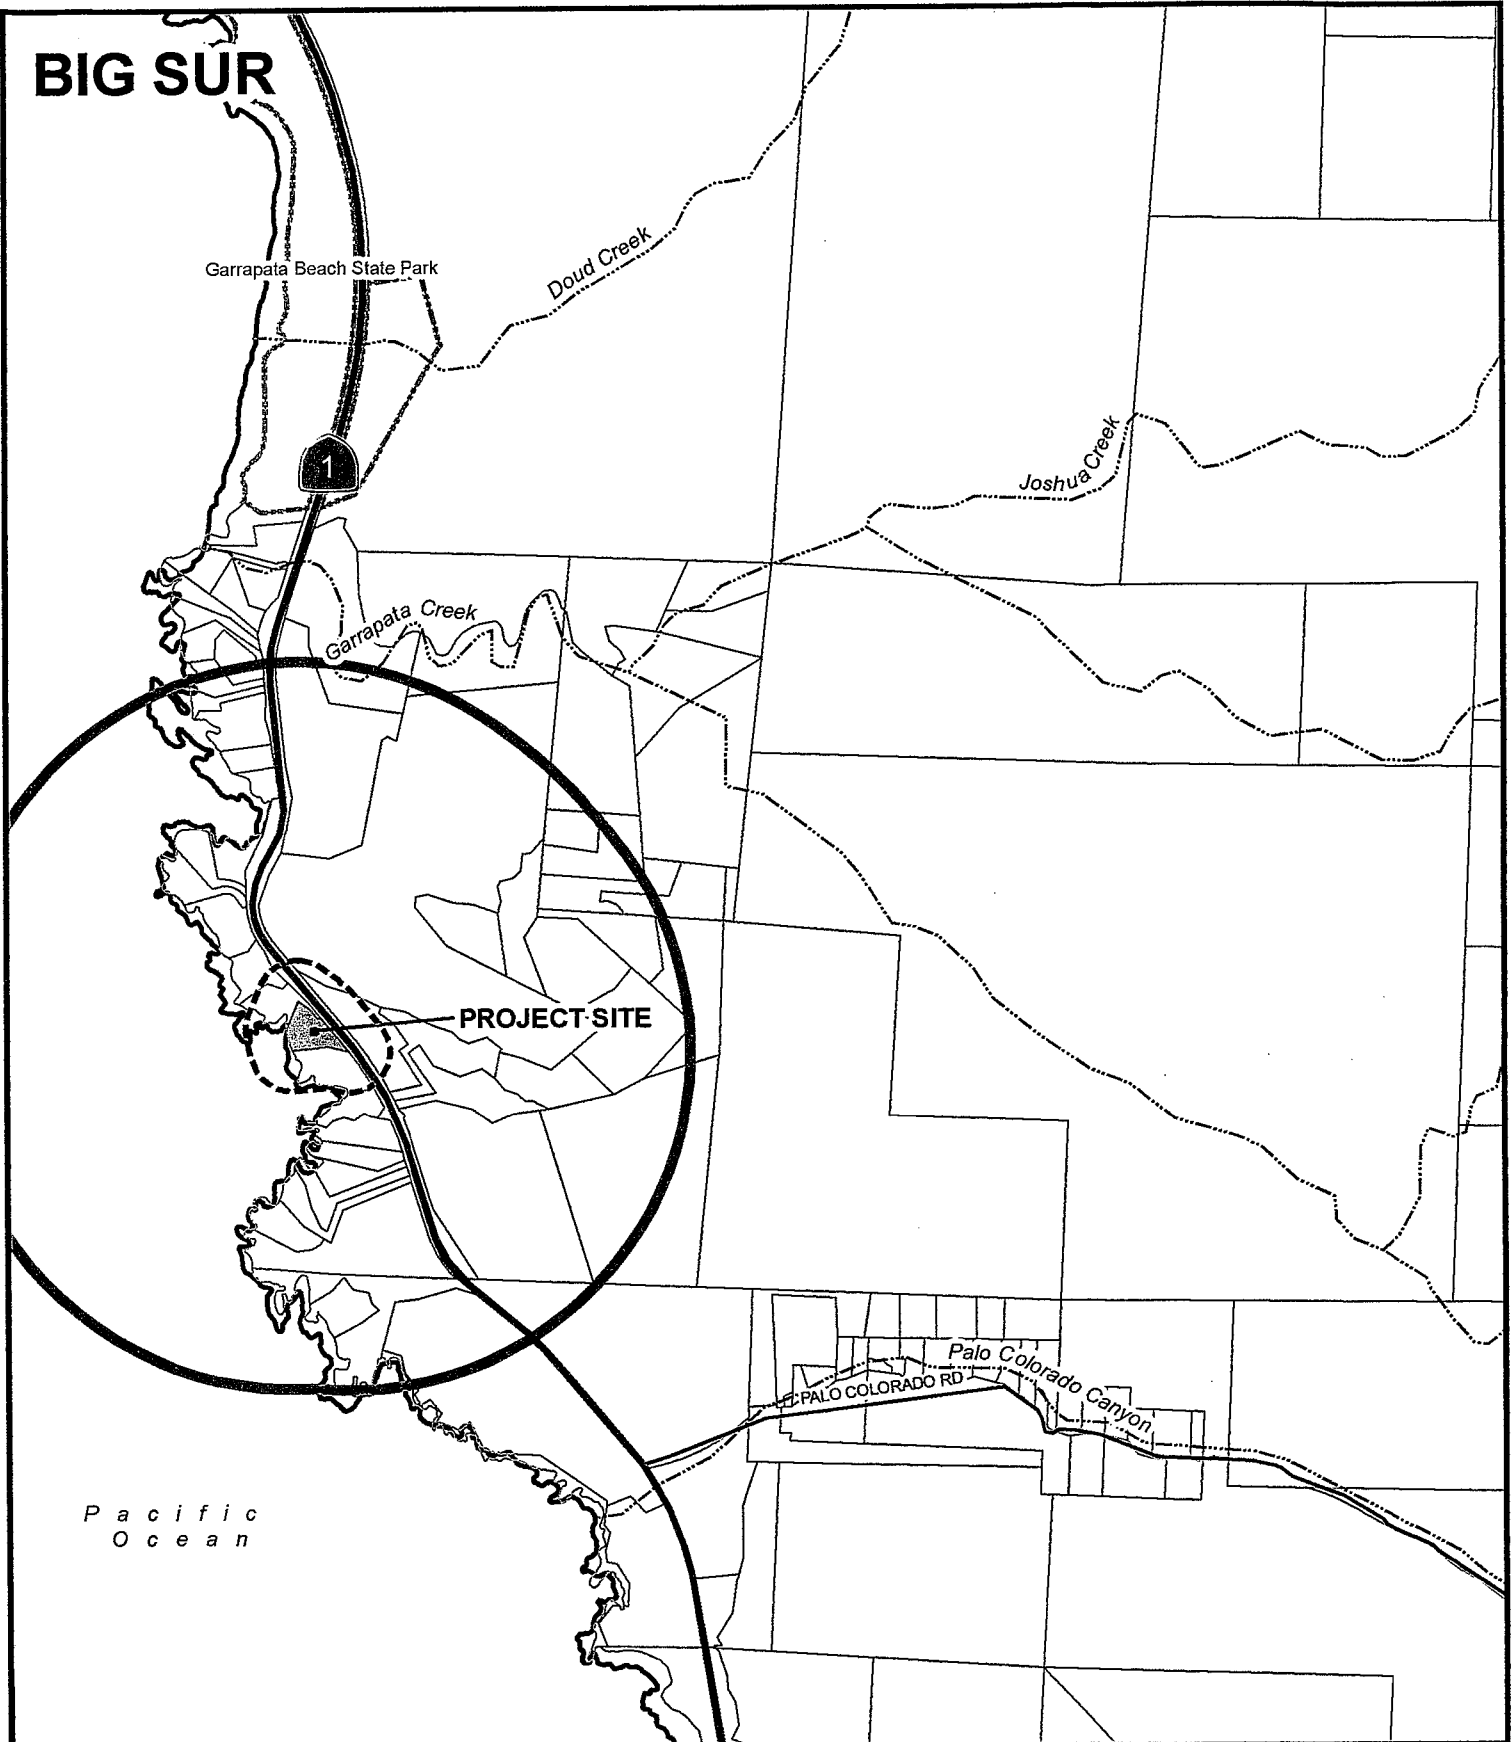 BIG SUR
Doud Creek
Garrapata Beach State Park
Joshua Creek
1
Garrapata Creek
PROJECT SITE
Palo Colorado Canyon
PALO COLORADO RD
Pacific
Ocean